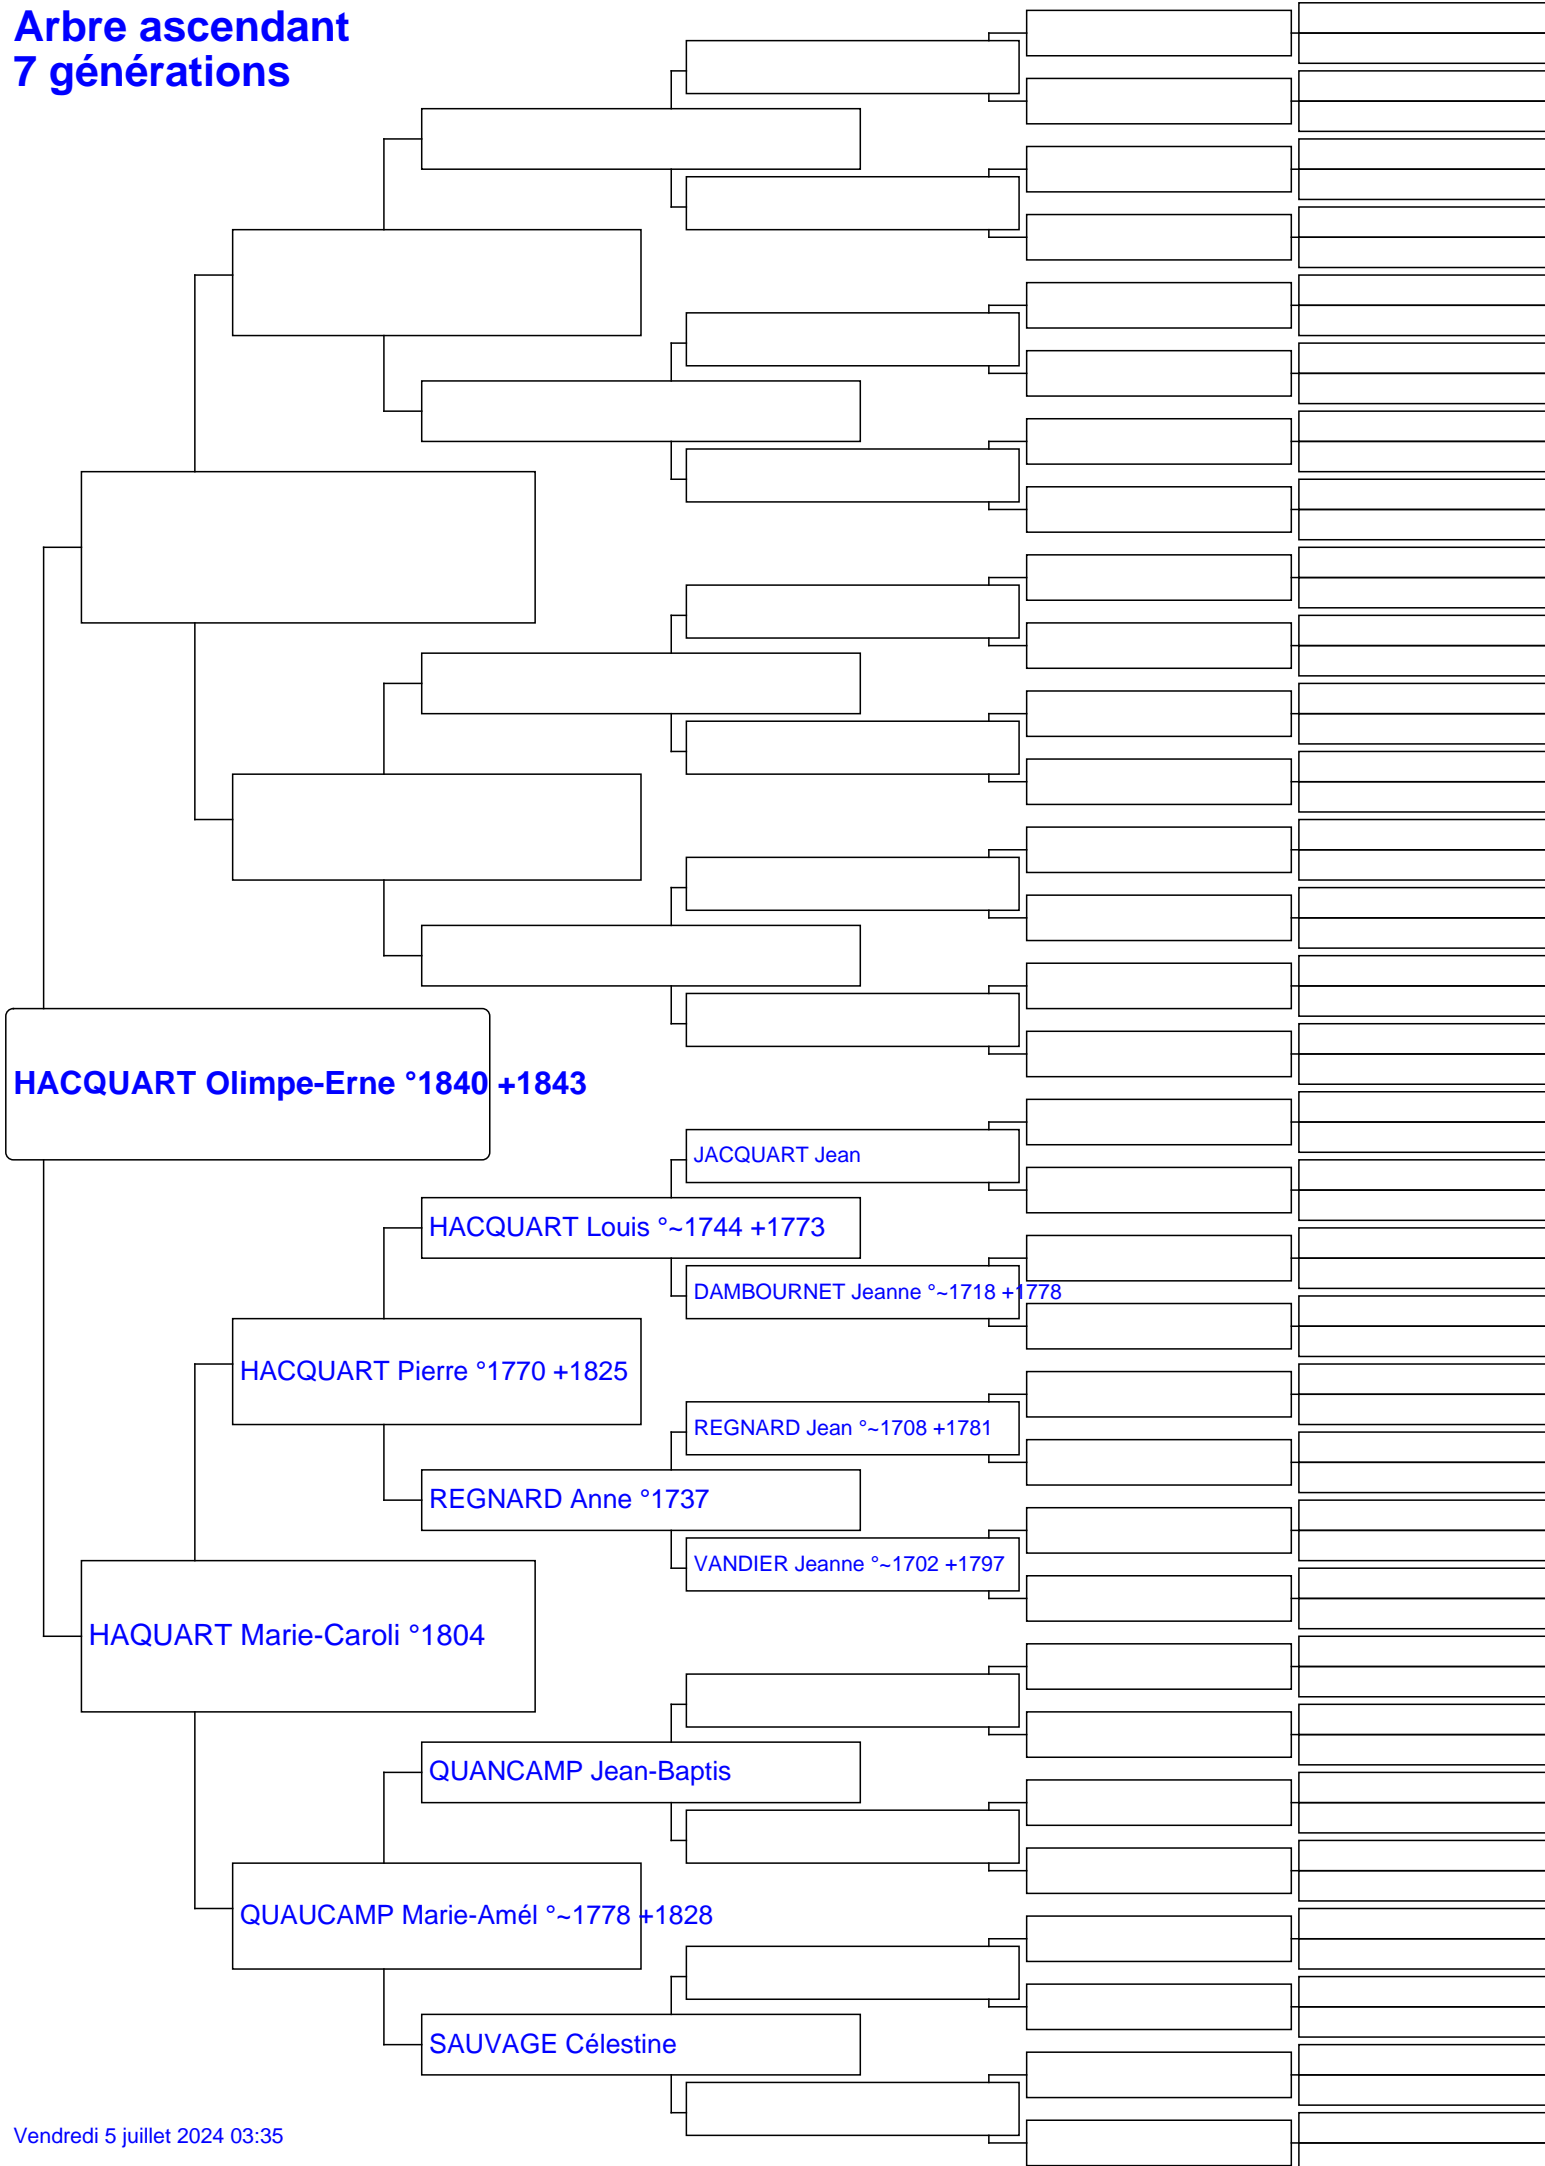 Arbre ascendant
7 générations
HACQUART Olimpe-Erne °1840 +1843
JACQUART Jean
HACQUART Louis °~1744 +1773
DAMBOURNET Jeanne °~1718 +1778
HACQUART Pierre °1770 +1825
REGNARD Jean °~1708 +1781
REGNARD Anne °1737
VANDIER Jeanne °~1702 +1797
HAQUART Marie-Caroli °1804
QUANCAMP Jean-Baptis
QUAUCAMP Marie-Amél °~1778 +1828
SAUVAGE Célestine
Vendredi 5 juillet 2024 03:35